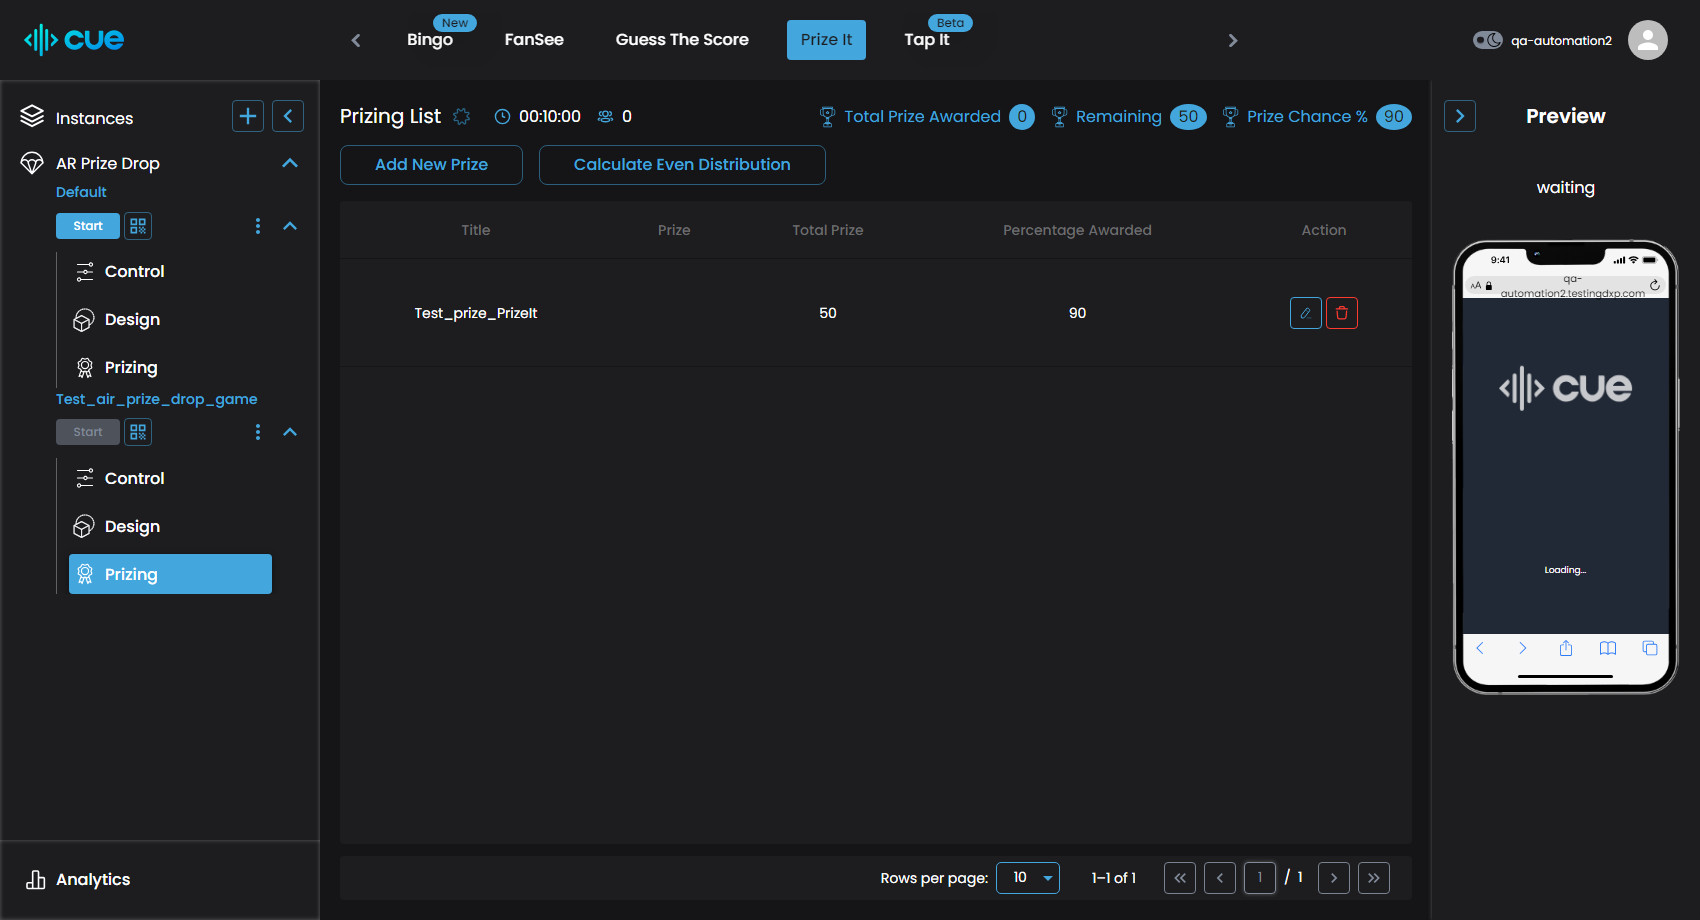 cue
Bingo
New
FanSee
Guess The Score
Prize It
Tap It
Beta
qa-automation2
Instances
AR Prize Drop
Default
Start
Control
Design
Prizing
Test_air_prize_drop_game
Start
Control
Design
Prizing
Analytics
Prizing List
00:10:00
0
Total Prize Awarded 0
Remaining 50
Prize Chance % 90
Add New Prize
Calculate Even Distribution
Title Prize Total Prize Percentage Awarded Action
Test_prize_PrizeIt 50 90
Rows per page: 10 1–1 of 1 1 / 1
Preview
waiting
9:41
AA
qa-
automation2.testingdxp.com
cue
Loading...